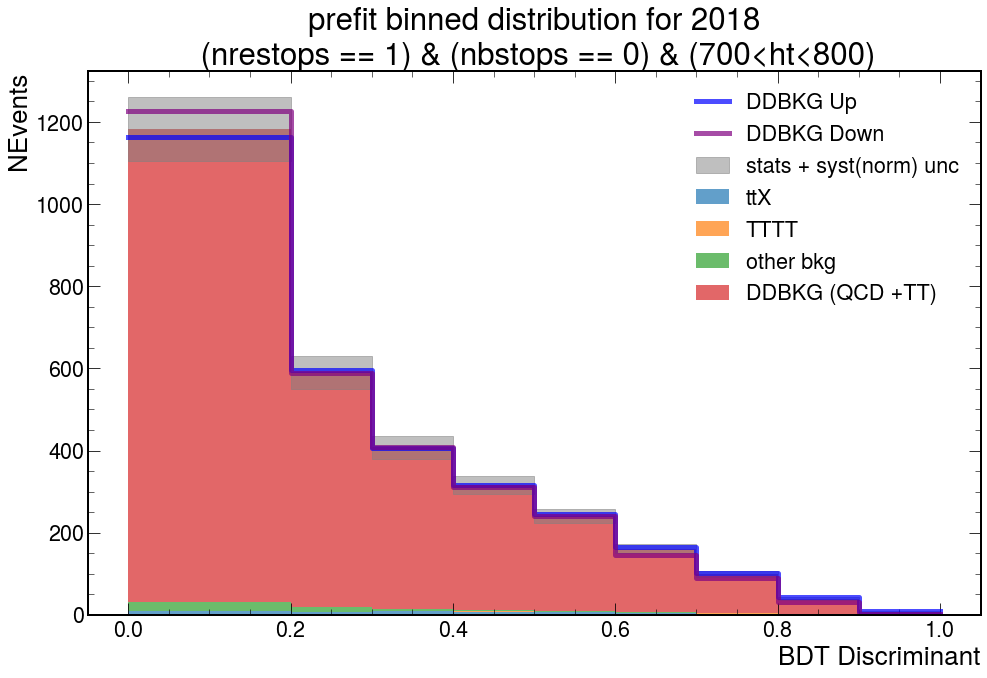 prefit binned distribution for 2018
(nrestops == 1) & (nbstops == 0) & (700<ht<800)
NEvents
1200
1000
800
600
400
200
0
DDBKG Up
DDBKG Down
stats + syst(norm) unc
ttX
TTTT
other bkg
DDBKG (QCD +TT)
0.0
0.2
0.4
0.6
0.8
1.0
BDT Discriminant